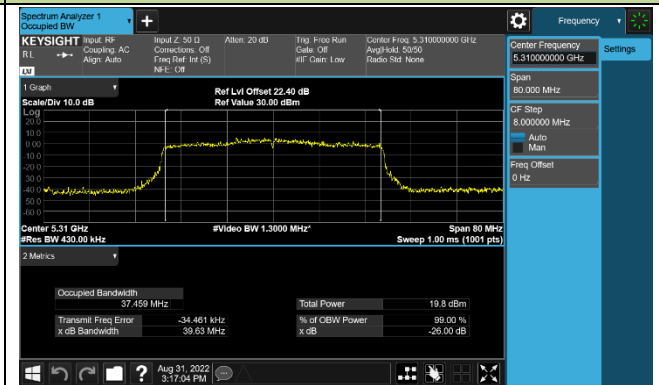 Spectrum Analyzer 1
Occupied BW
Frequency
KEYSIGHT Input: RF Input Z: 50 Ω Atten: 20 dB Trig: Free Run Center Freq: 5.310000000 GHz
RL Coupling: AC Corrections: Off Gate: Off Avg|Hold: 50/50
Align: Auto Freq Ref: Int (S) #IF Gain: Low Radio Std: None
NFE: Off
LXI
Center Frequency
5.310000000 GHz
Settings
Span
80.000 MHz
CF Step
8.000000 MHz
Auto
Man
Freq Offset
0 Hz
1 Graph
Ref Lvl Offset 22.40 dB
Scale/Div 10.0 dB Ref Value 30.00 dBm
Log
20.0
10.0
0.00
-10.0
-20.0
-30.0
-40.0
-50.0
-60.0
Center 5.31 GHz #Video BW 1.3000 MHz* Span 80 MHz
#Res BW 430.00 kHz Sweep 1.00 ms (1001 pts)
2 Metrics
Occupied Bandwidth
37.459 MHz Total Power 19.8 dBm
Transmit Freq Error -34.461 kHz % of OBW Power 99.00 %
x dB Bandwidth 39.63 MHz x dB -26.00 dB
Aug 31, 2022
3:17:04 PM